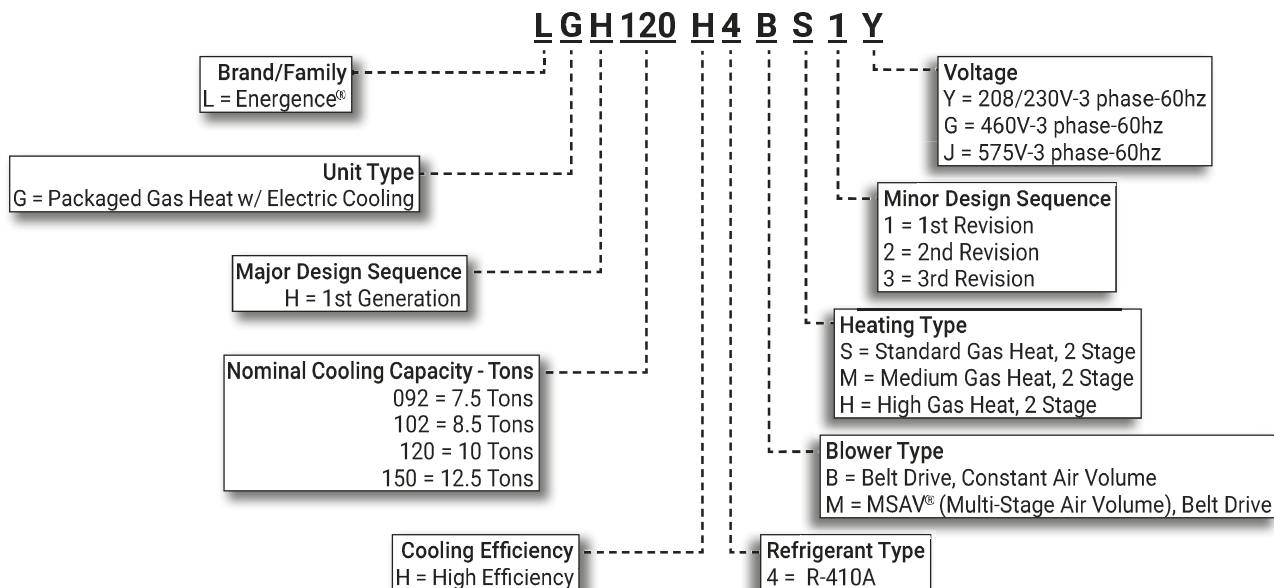 L G H 120 H 4 B S 1 Y
Brand/Family
L = Energence®
Unit Type
G = Packaged Gas Heat w/ Electric Cooling
Major Design Sequence
H = 1st Generation
Nominal Cooling Capacity - Tons
092 = 7.5 Tons
102 = 8.5 Tons
120 = 10 Tons
150 = 12.5 Tons
Cooling Efficiency
H = High Efficiency
Voltage
Y = 208/230V-3 phase-60hz
G = 460V-3 phase-60hz
J = 575V-3 phase-60hz
Minor Design Sequence
1 = 1st Revision
2 = 2nd Revision
3 = 3rd Revision
Heating Type
S = Standard Gas Heat, 2 Stage
M = Medium Gas Heat, 2 Stage
H = High Gas Heat, 2 Stage
Blower Type
B = Belt Drive, Constant Air Volume
M = MSAV® (Multi-Stage Air Volume), Belt Drive
Refrigerant Type
4 = R-410A